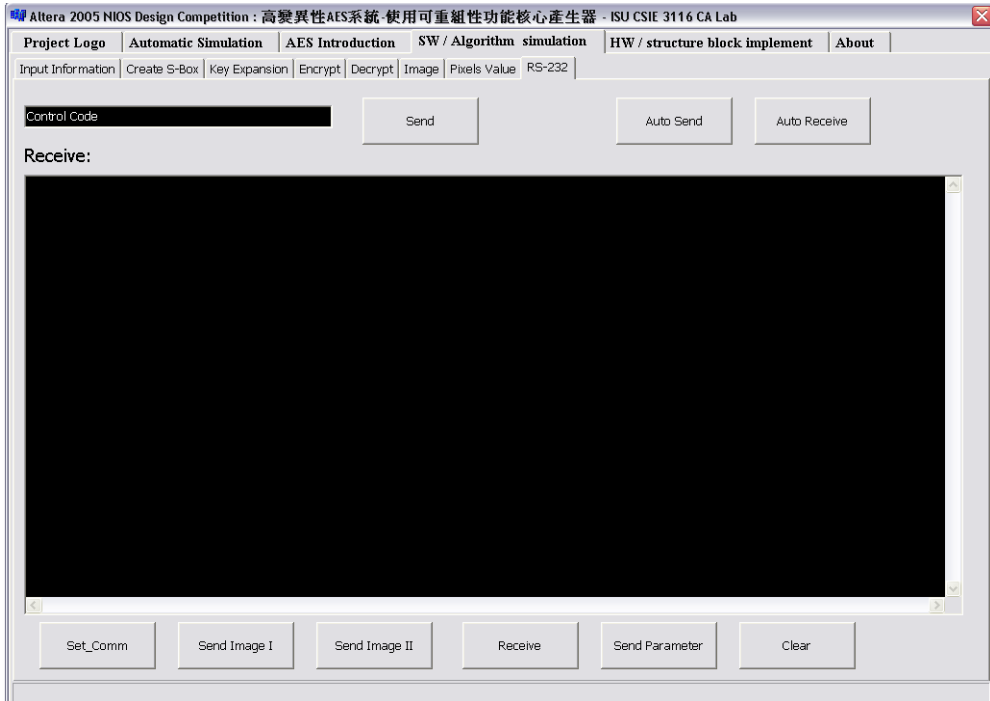 Altera 2005 NIOS Design Competition : 高變異性AES系統-使用可重組性功能核心產生器 - ISU CSIE 3116 CA Lab
Project Logo Automatic Simulation AES Introduction SW / Algorithm simulation HW / structure block implement About
Input Information Create S-Box Key Expansion Encrypt Decrypt Image Pixels Value RS-232
Control Code Send Auto Send Auto Receive
Receive:
Set_Comm Send Image I Send Image II Receive Send Parameter Clear